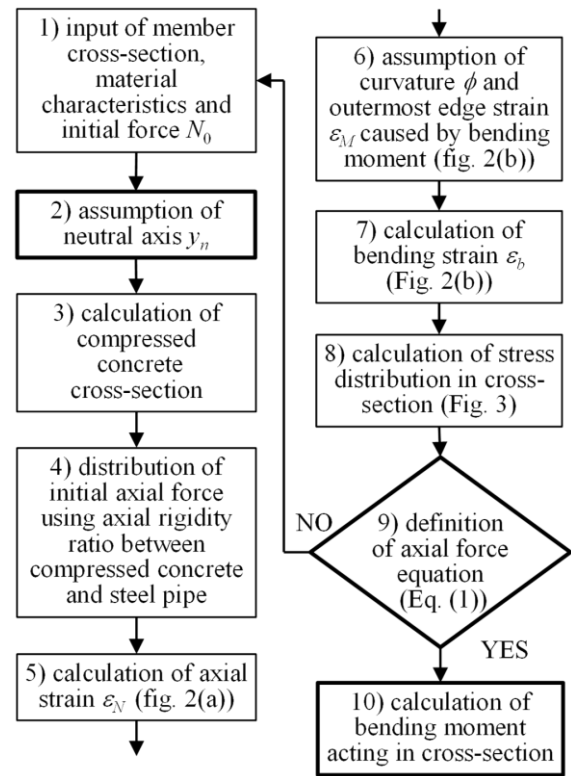 1) input of member
cross-section,
material
characteristics and
initial force N₀
2) assumption of
neutral axis yₙ
3) calculation of
compressed
concrete
cross-section
4) distribution of
initial axial force
using axial rigidity
ratio between
compressed concrete
and steel pipe
5) calculation of axial
strain ε_N (fig. 2(a))
6) assumption of
curvature ϕ and
outermost edge strain
ε_M caused by bending
moment (fig. 2(b))
7) calculation of
bending strain ε_b
(Fig. 2(b))
8) calculation of stress
distribution in cross-
section (Fig. 3)
NO
9) definition
of axial force
equation
(Eq. (1))
YES
10) calculation of
bending moment
acting in cross-section